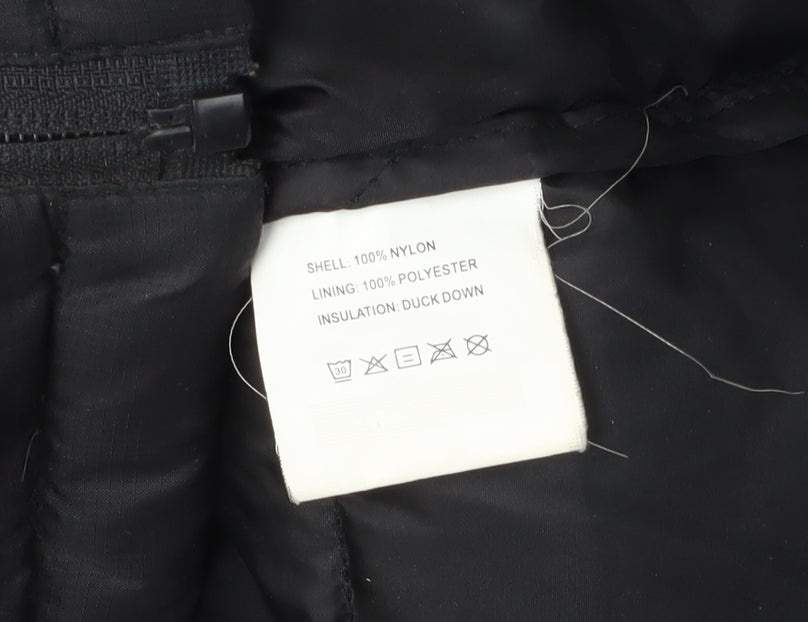 SHELL: 100% NYLON
LINING: 100% POLYESTER
INSULATION: DUCK DOWN
30